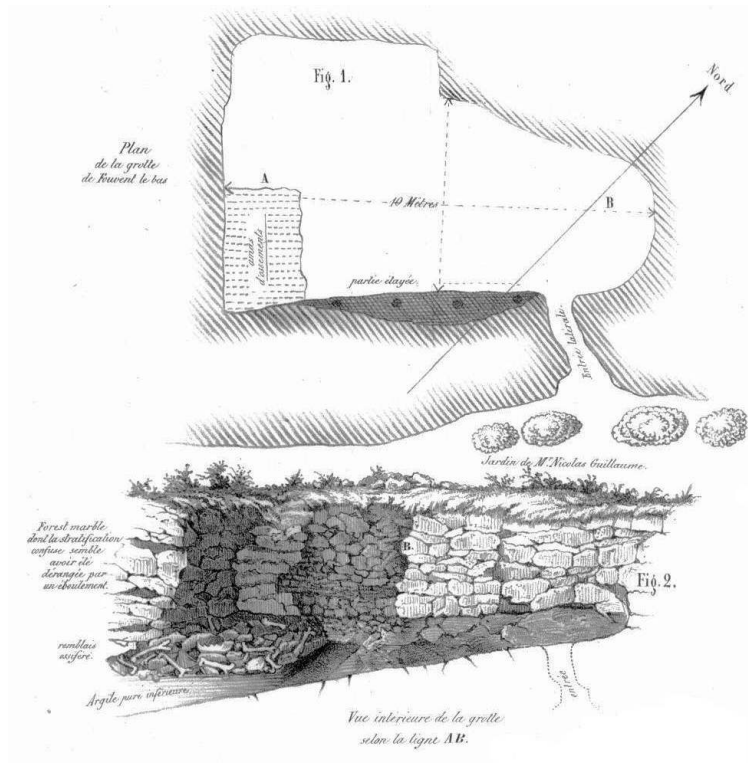 Fig. 1.
Nord
Plan
de la grotte
de Fouvent le bas
A
B
10 Mètres
amas
d'ossements
partie étayée
Entrée latérale
Jardin de Mr Nicolas Guillaume.
Forest marble
dont la stratification
confuse semble
avoir été
dérangée par
un éboulement
B.
Fig. 2.
remblais
ossifère.
Argile pure inférieure
entrée
Vue intérieure de la grotte
selon la ligne AB.